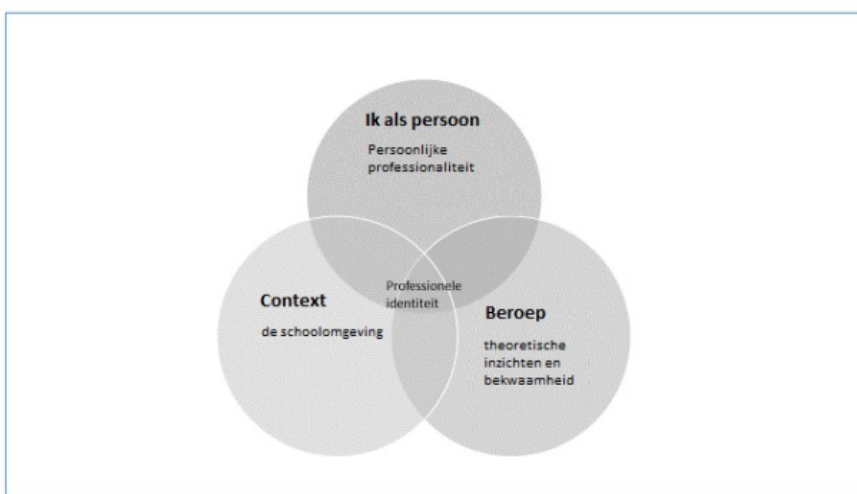 Ik als persoon
Persoonlijke
professionaliteit
Professionele
identiteit
Context
de schoolomgeving
Beroep
theoretische
inzichten en
bekwaamheid